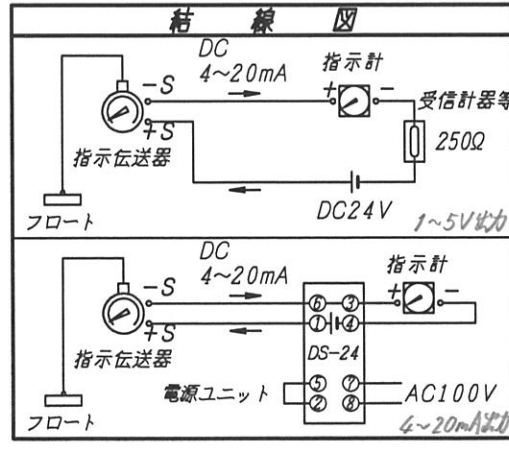 結線図
DC
4~20mA
指示計
-S
+
-
受信計器等
+S
250Ω
指示伝送器
DC24V
フロート
1~5V出力
DC
4~20mA
指示計
-S
⑥
③
+
-
+S
①
④
指示伝送器
DS-24
電源ユニット
⑤
⑦
AC100V
②
⑧
フロート
4~20mA出力